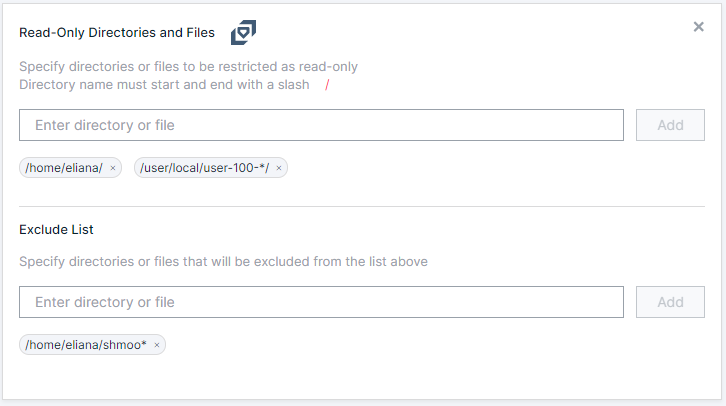 Read-Only Directories and Files
Specify directories or files to be restricted as read-only
Directory name must start and end with a slash /
Enter directory or file
Add
/home/eliana/ ×
/user/local/user-100-*/ ×
Exclude List
Specify directories or files that will be excluded from the list above
Enter directory or file
Add
/home/eliana/shmoo* ×